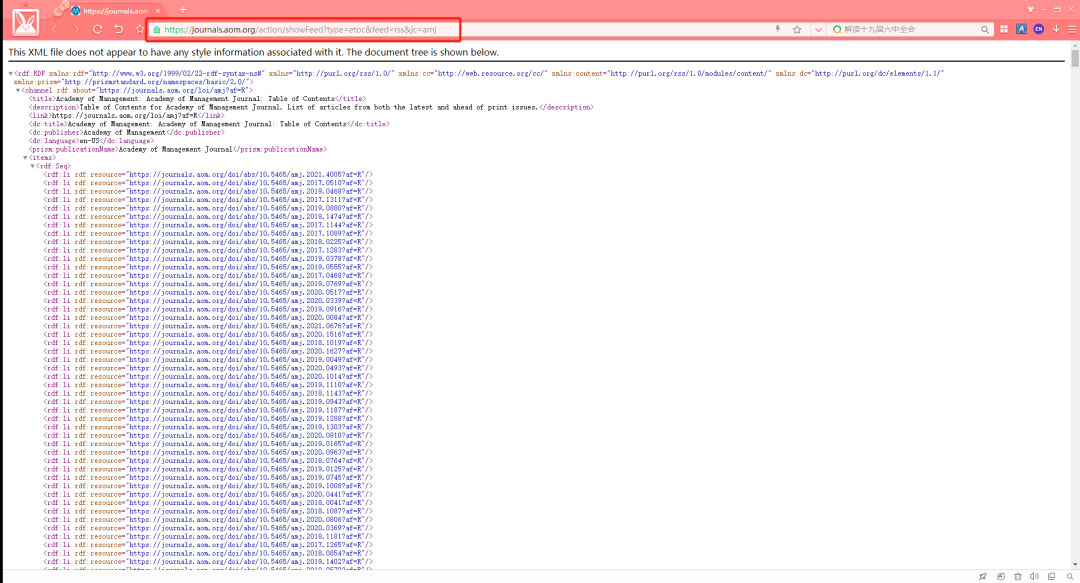 https://journals.aom.
https://journals.aom.org/action/showFeed?type=etoc&feed=rss&jc=amj
解读十九届六中全会
This XML file does not appear to have any style information associated with it. The document tree is shown below.
▼<rdf:RDF xmlns:rdf="http://www.w3.org/1999/02/22-rdf-syntax-ns#" xmlns="http://purl.org/rss/1.0/" xmlns:cc="http://web.resource.org/cc/" xmlns:content="http://purl.org/rss/1.0/modules/content/" xmlns:dc="http://purl.org/dc/elements/1.1/"
xmlns:prism="http://prismstandard.org/namespaces/basic/2.0/">
▼<channel rdf:about="https://journals.aom.org/loi/amj?af=R">
<title>Academy of Management: Academy of Management Journal: Table of Contents</title>
<description>Table of Contents for Academy of Management Journal. List of articles from both the latest and ahead of print issues.</description>
<link>https://journals.aom.org/loi/amj?af=R</link>
<dc:title>Academy of Management: Academy of Management Journal: Table of Contents</dc:title>
<dc:publisher>Academy of Management</dc:publisher>
<dc:language>en-US</dc:language>
<prism:publicationName>Academy of Management Journal</prism:publicationName>
▼<items>
▼<rdf:Seq>
<rdf:li rdf:resource="https://journals.aom.org/doi/abs/10.5465/amj.2021.4005?af=R"/>
<rdf:li rdf:resource="https://journals.aom.org/doi/abs/10.5465/amj.2017.0510?af=R"/>
<rdf:li rdf:resource="https://journals.aom.org/doi/abs/10.5465/amj.2019.0468?af=R"/>
<rdf:li rdf:resource="https://journals.aom.org/doi/abs/10.5465/amj.2017.1311?af=R"/>
<rdf:li rdf:resource="https://journals.aom.org/doi/abs/10.5465/amj.2019.0880?af=R"/>
<rdf:li rdf:resource="https://journals.aom.org/doi/abs/10.5465/amj.2018.1474?af=R"/>
<rdf:li rdf:resource="https://journals.aom.org/doi/abs/10.5465/amj.2017.1144?af=R"/>
<rdf:li rdf:resource="https://journals.aom.org/doi/abs/10.5465/amj.2017.1089?af=R"/>
<rdf:li rdf:resource="https://journals.aom.org/doi/abs/10.5465/amj.2018.0225?af=R"/>
<rdf:li rdf:resource="https://journals.aom.org/doi/abs/10.5465/amj.2017.1283?af=R"/>
<rdf:li rdf:resource="https://journals.aom.org/doi/abs/10.5465/amj.2019.0378?af=R"/>
<rdf:li rdf:resource="https://journals.aom.org/doi/abs/10.5465/amj.2019.0555?af=R"/>
<rdf:li rdf:resource="https://journals.aom.org/doi/abs/10.5465/amj.2017.0468?af=R"/>
<rdf:li rdf:resource="https://journals.aom.org/doi/abs/10.5465/amj.2019.0769?af=R"/>
<rdf:li rdf:resource="https://journals.aom.org/doi/abs/10.5465/amj.2020.0517?af=R"/>
<rdf:li rdf:resource="https://journals.aom.org/doi/abs/10.5465/amj.2020.0339?af=R"/>
<rdf:li rdf:resource="https://journals.aom.org/doi/abs/10.5465/amj.2019.0916?af=R"/>
<rdf:li rdf:resource="https://journals.aom.org/doi/abs/10.5465/amj.2020.0084?af=R"/>
<rdf:li rdf:resource="https://journals.aom.org/doi/abs/10.5465/amj.2021.0676?af=R"/>
<rdf:li rdf:resource="https://journals.aom.org/doi/abs/10.5465/amj.2020.1516?af=R"/>
<rdf:li rdf:resource="https://journals.aom.org/doi/abs/10.5465/amj.2018.1019?af=R"/>
<rdf:li rdf:resource="https://journals.aom.org/doi/abs/10.5465/amj.2020.1627?af=R"/>
<rdf:li rdf:resource="https://journals.aom.org/doi/abs/10.5465/amj.2019.0049?af=R"/>
<rdf:li rdf:resource="https://journals.aom.org/doi/abs/10.5465/amj.2020.0493?af=R"/>
<rdf:li rdf:resource="https://journals.aom.org/doi/abs/10.5465/amj.2020.1014?af=R"/>
<rdf:li rdf:resource="https://journals.aom.org/doi/abs/10.5465/amj.2019.1110?af=R"/>
<rdf:li rdf:resource="https://journals.aom.org/doi/abs/10.5465/amj.2018.1143?af=R"/>
<rdf:li rdf:resource="https://journals.aom.org/doi/abs/10.5465/amj.2019.0943?af=R"/>
<rdf:li rdf:resource="https://journals.aom.org/doi/abs/10.5465/amj.2019.1187?af=R"/>
<rdf:li rdf:resource="https://journals.aom.org/doi/abs/10.5465/amj.2019.1288?af=R"/>
<rdf:li rdf:resource="https://journals.aom.org/doi/abs/10.5465/amj.2019.1303?af=R"/>
<rdf:li rdf:resource="https://journals.aom.org/doi/abs/10.5465/amj.2020.0810?af=R"/>
<rdf:li rdf:resource="https://journals.aom.org/doi/abs/10.5465/amj.2019.0165?af=R"/>
<rdf:li rdf:resource="https://journals.aom.org/doi/abs/10.5465/amj.2020.0963?af=R"/>
<rdf:li rdf:resource="https://journals.aom.org/doi/abs/10.5465/amj.2018.0764?af=R"/>
<rdf:li rdf:resource="https://journals.aom.org/doi/abs/10.5465/amj.2019.0125?af=R"/>
<rdf:li rdf:resource="https://journals.aom.org/doi/abs/10.5465/amj.2019.0745?af=R"/>
<rdf:li rdf:resource="https://journals.aom.org/doi/abs/10.5465/amj.2019.1008?af=R"/>
<rdf:li rdf:resource="https://journals.aom.org/doi/abs/10.5465/amj.2020.0441?af=R"/>
<rdf:li rdf:resource="https://journals.aom.org/doi/abs/10.5465/amj.2018.0041?af=R"/>
<rdf:li rdf:resource="https://journals.aom.org/doi/abs/10.5465/amj.2018.1087?af=R"/>
<rdf:li rdf:resource="https://journals.aom.org/doi/abs/10.5465/amj.2020.0806?af=R"/>
<rdf:li rdf:resource="https://journals.aom.org/doi/abs/10.5465/amj.2020.0369?af=R"/>
<rdf:li rdf:resource="https://journals.aom.org/doi/abs/10.5465/amj.2018.1181?af=R"/>
<rdf:li rdf:resource="https://journals.aom.org/doi/abs/10.5465/amj.2017.1265?af=R"/>
<rdf:li rdf:resource="https://journals.aom.org/doi/abs/10.5465/amj.2018.0854?af=R"/>
<rdf:li rdf:resource="https://journals.aom.org/doi/abs/10.5465/amj.2019.1402?af=R"/>